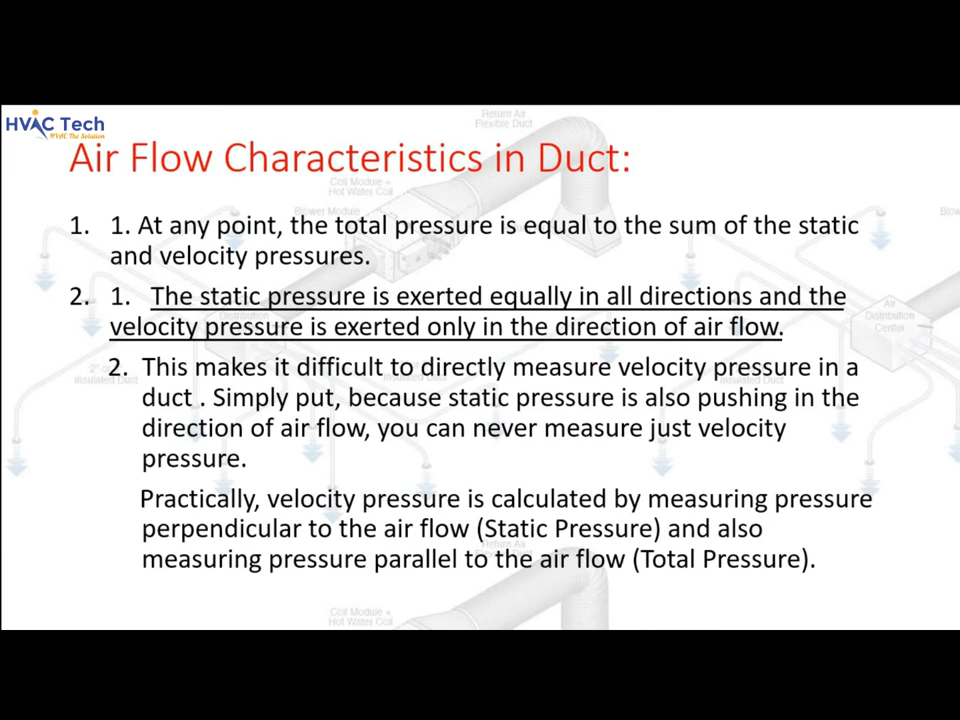 HVAC Tech
HVAC The Solution
Return Air
Flexible Duct
Air Flow Characteristics in Duct:
Coil Module +
Hot Water Coil
Blower Module
Blow
1. 1. At any point, the total pressure is equal to the sum of the static
and velocity pressures.
2. 1. The static pressure is exerted equally in all directions and the
velocity pressure is exerted only in the direction of air flow.
Air
Distribution
Center
2. This makes it difficult to directly measure velocity pressure in a
duct . Simply put, because static pressure is also pushing in the
direction of air flow, you can never measure just velocity
pressure.
Practically, velocity pressure is calculated by measuring pressure
perpendicular to the air flow (Static Pressure) and also
measuring pressure parallel to the air flow (Total Pressure).
Coil Module +
Hot Water Coil